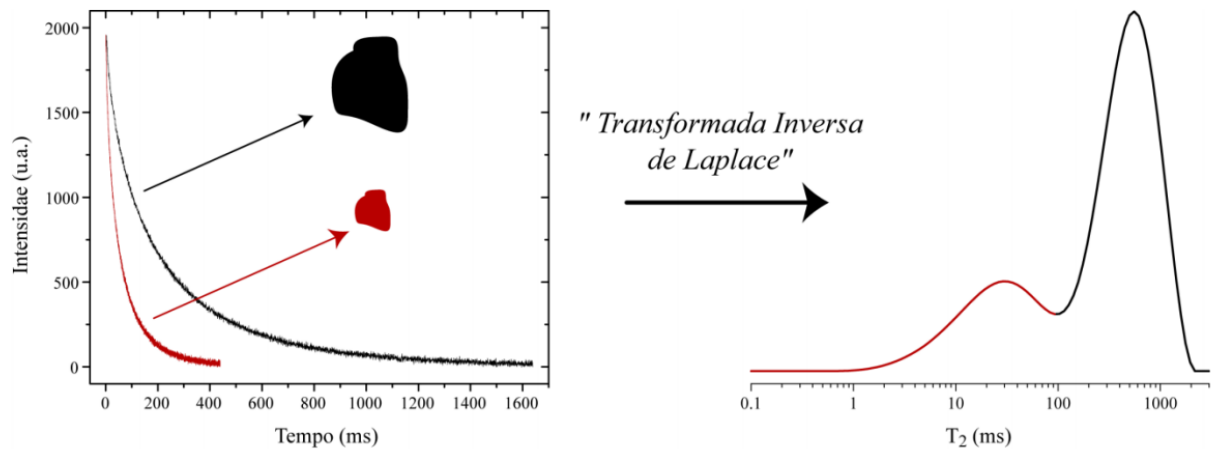 2000
1500
1000
500
0
Intensidae (u.a.)
0 200 400 600 800 1000 1200 1400 1600
Tempo (ms)
" Transformada Inversa
de Laplace"
0.1 1 10 100 1000
T₂ (ms)